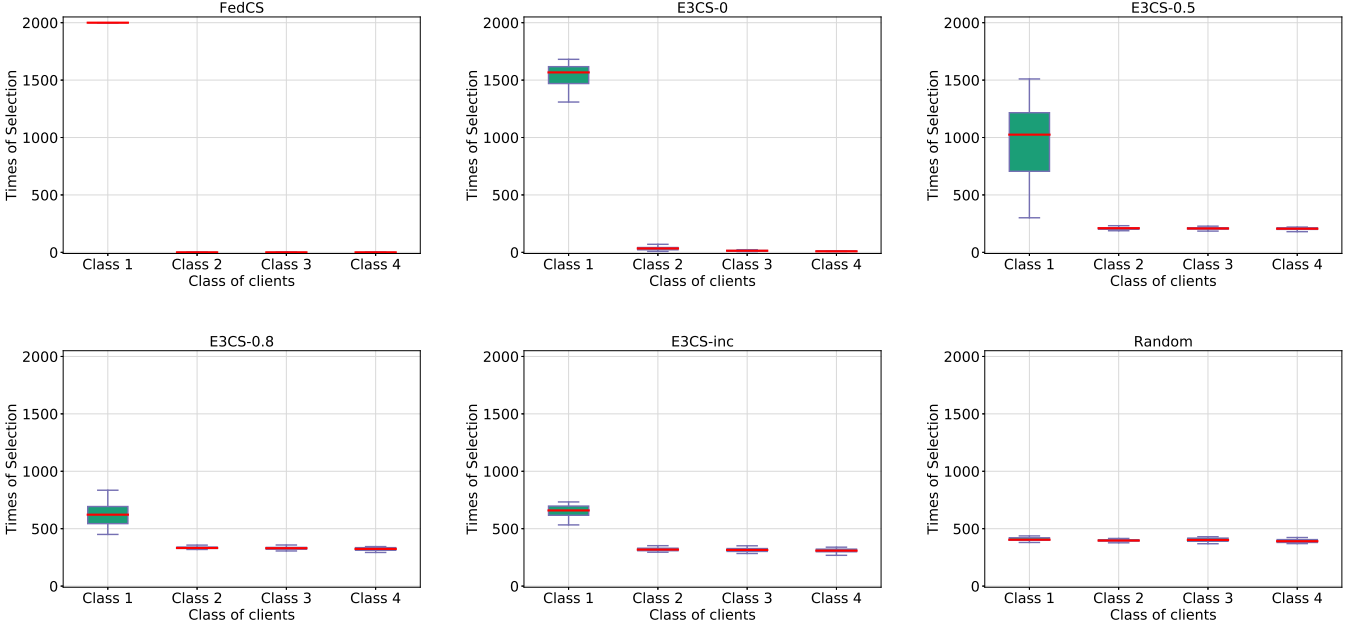 FedCS
2000
1500
1000
500
0
Times of Selection
Class 1 Class 2 Class 3 Class 4
Class of clients
E3CS-0
2000
1500
1000
500
0
Times of Selection
Class 1 Class 2 Class 3 Class 4
Class of clients
E3CS-0.5
2000
1500
1000
500
0
Times of Selection
Class 1 Class 2 Class 3 Class 4
Class of clients
E3CS-0.8
2000
1500
1000
500
0
Times of Selection
Class 1 Class 2 Class 3 Class 4
Class of clients
E3CS-inc
2000
1500
1000
500
0
Times of Selection
Class 1 Class 2 Class 3 Class 4
Class of clients
Random
2000
1500
1000
500
0
Times of Selection
Class 1 Class 2 Class 3 Class 4
Class of clients